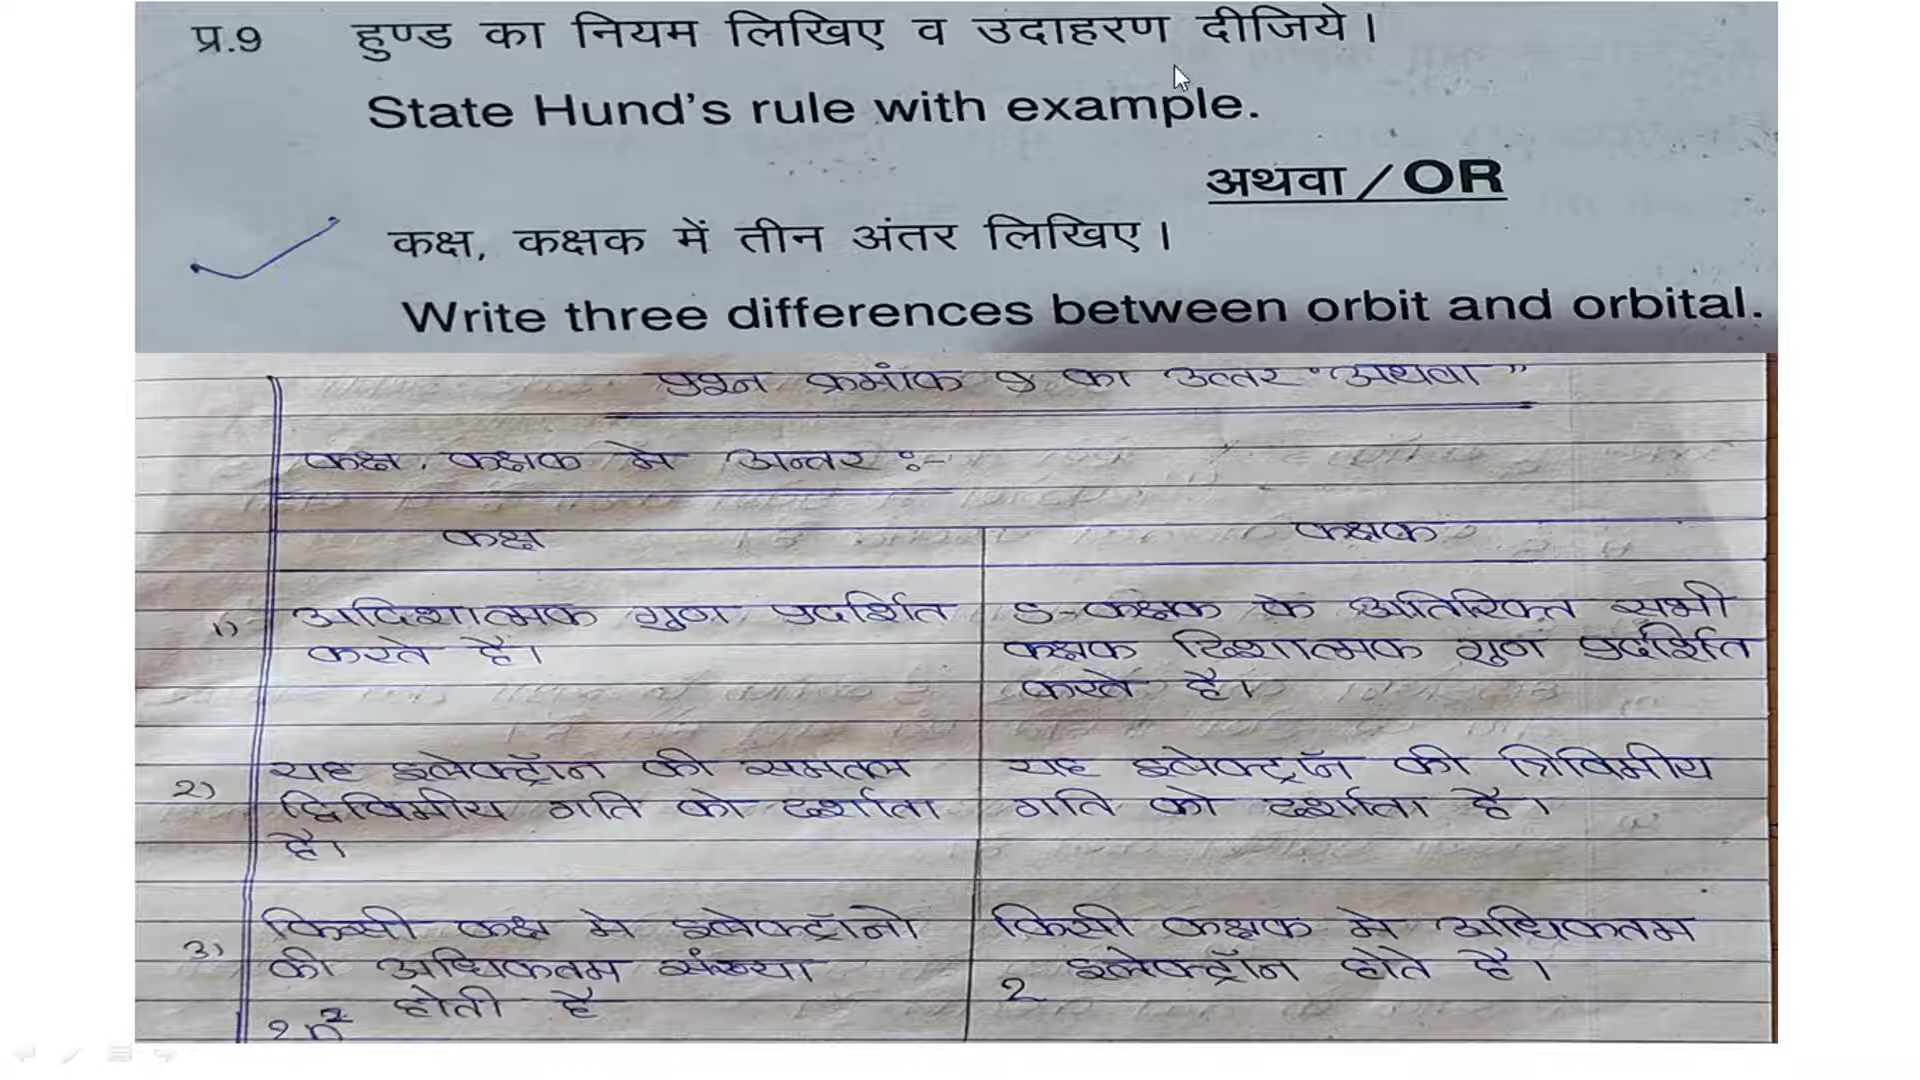 प्र.9 हुण्ड का नियम लिखिए व उदाहरण दीजिये।
State Hund's rule with example.
अथवा / OR
कक्ष, कक्षक में तीन अंतर लिखिए।
Write three differences between orbit and orbital.
प्रश्न क्रमांक 9 का उत्तर "अथवा"
कक्ष, कक्षक मे अन्तर :-
कक्ष कक्षक
1) अदिशात्मक गुण प्रदर्शित
करते है।
S-कक्षक के अतिरिक्त सभी
कक्षक दिशात्मक गुण प्रदर्शित
करते है।
2) यह इलेक्ट्रॉन की समतल
द्विविमीय गति को दर्शाता
है।
यह इलेक्ट्रॉन की त्रिविमीय
गति को दर्शाता है।
3) किसी कक्ष मे इलेक्ट्रॉनो
की अधिकतम संख्या
2n² होती है
किसी कक्षक मे अधिकतम
2 इलेक्ट्रॉन होते है।